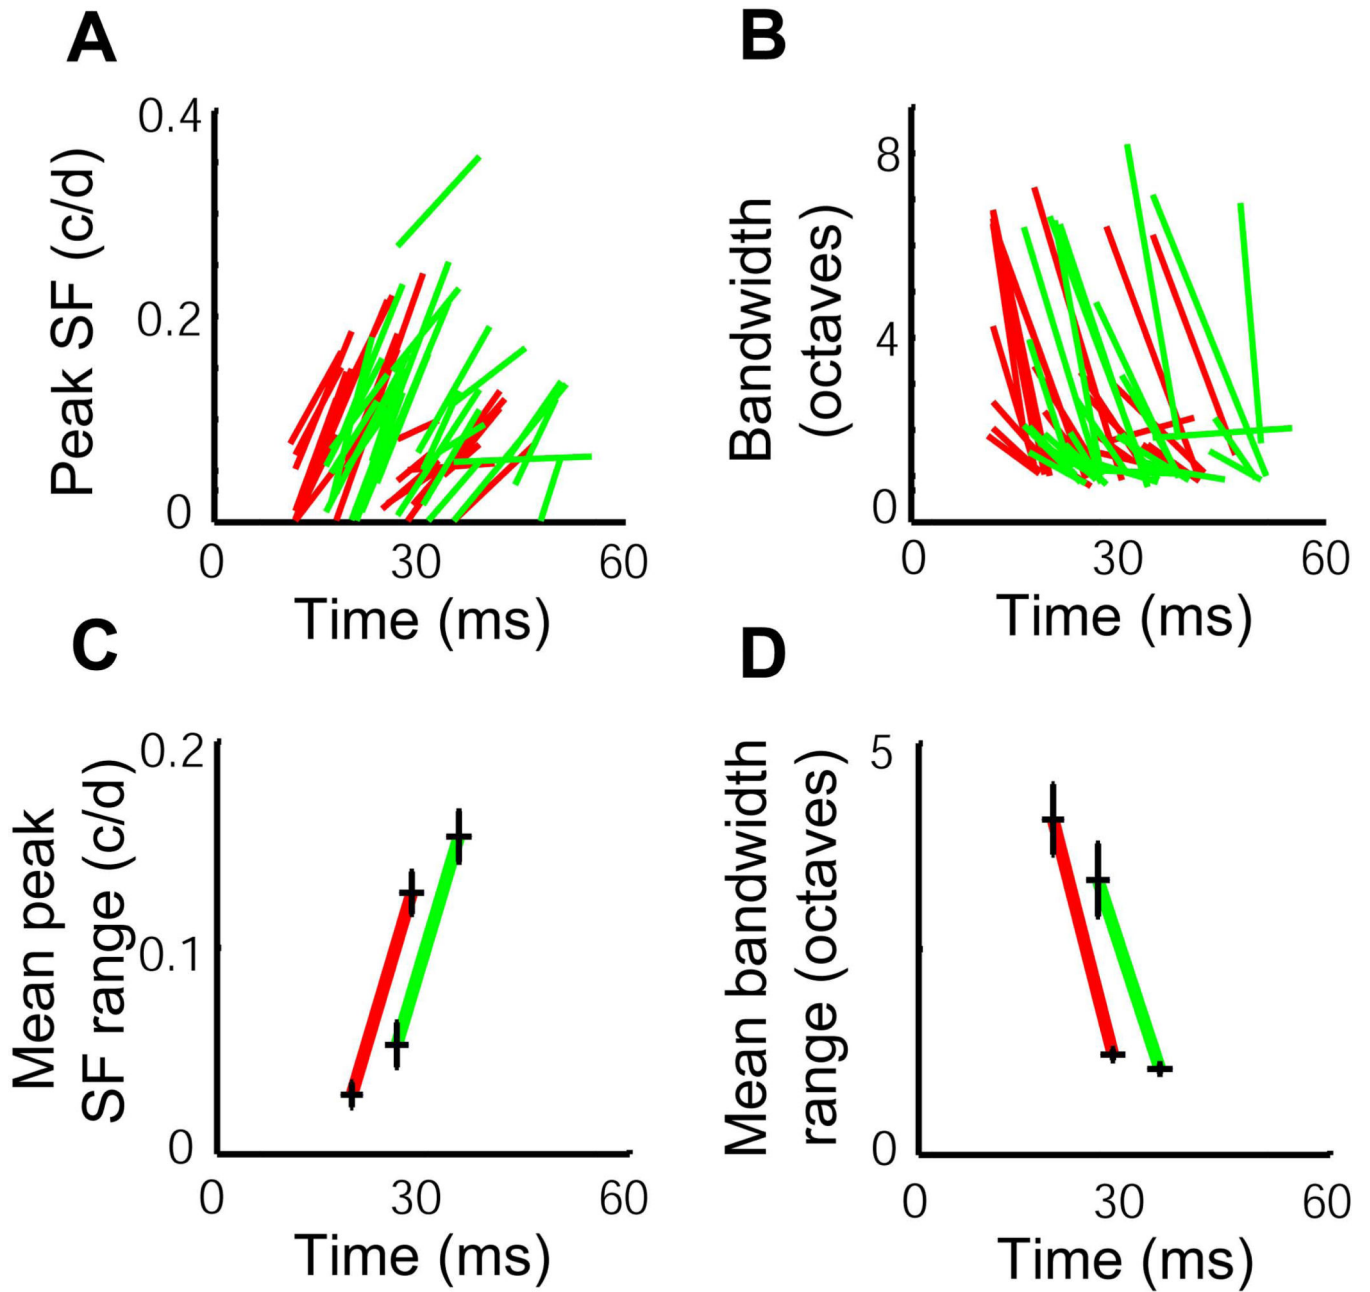 A
0.4
0.2
0
Peak SF (c/d)
0
30
60
Time (ms)
B
8
4
0
Bandwidth
(octaves)
0
30
60
Time (ms)
C
0.2
0.1
0
Mean peak
SF range (c/d)
0
30
60
Time (ms)
D
5
0
Mean bandwidth
range (octaves)
0
30
60
Time (ms)